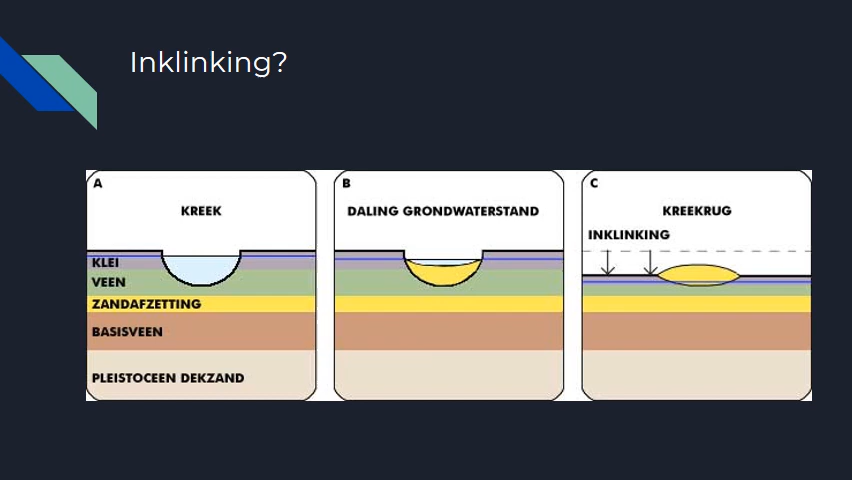 Inklinking?
A
KREEK
KLEI
VEEN
ZANDAFZETTING
BASISVEEN
PLEISTOCEEN DEKZAND
B
DALING GRONDWATERSTAND
C
KREEKRUG
INKLINKING